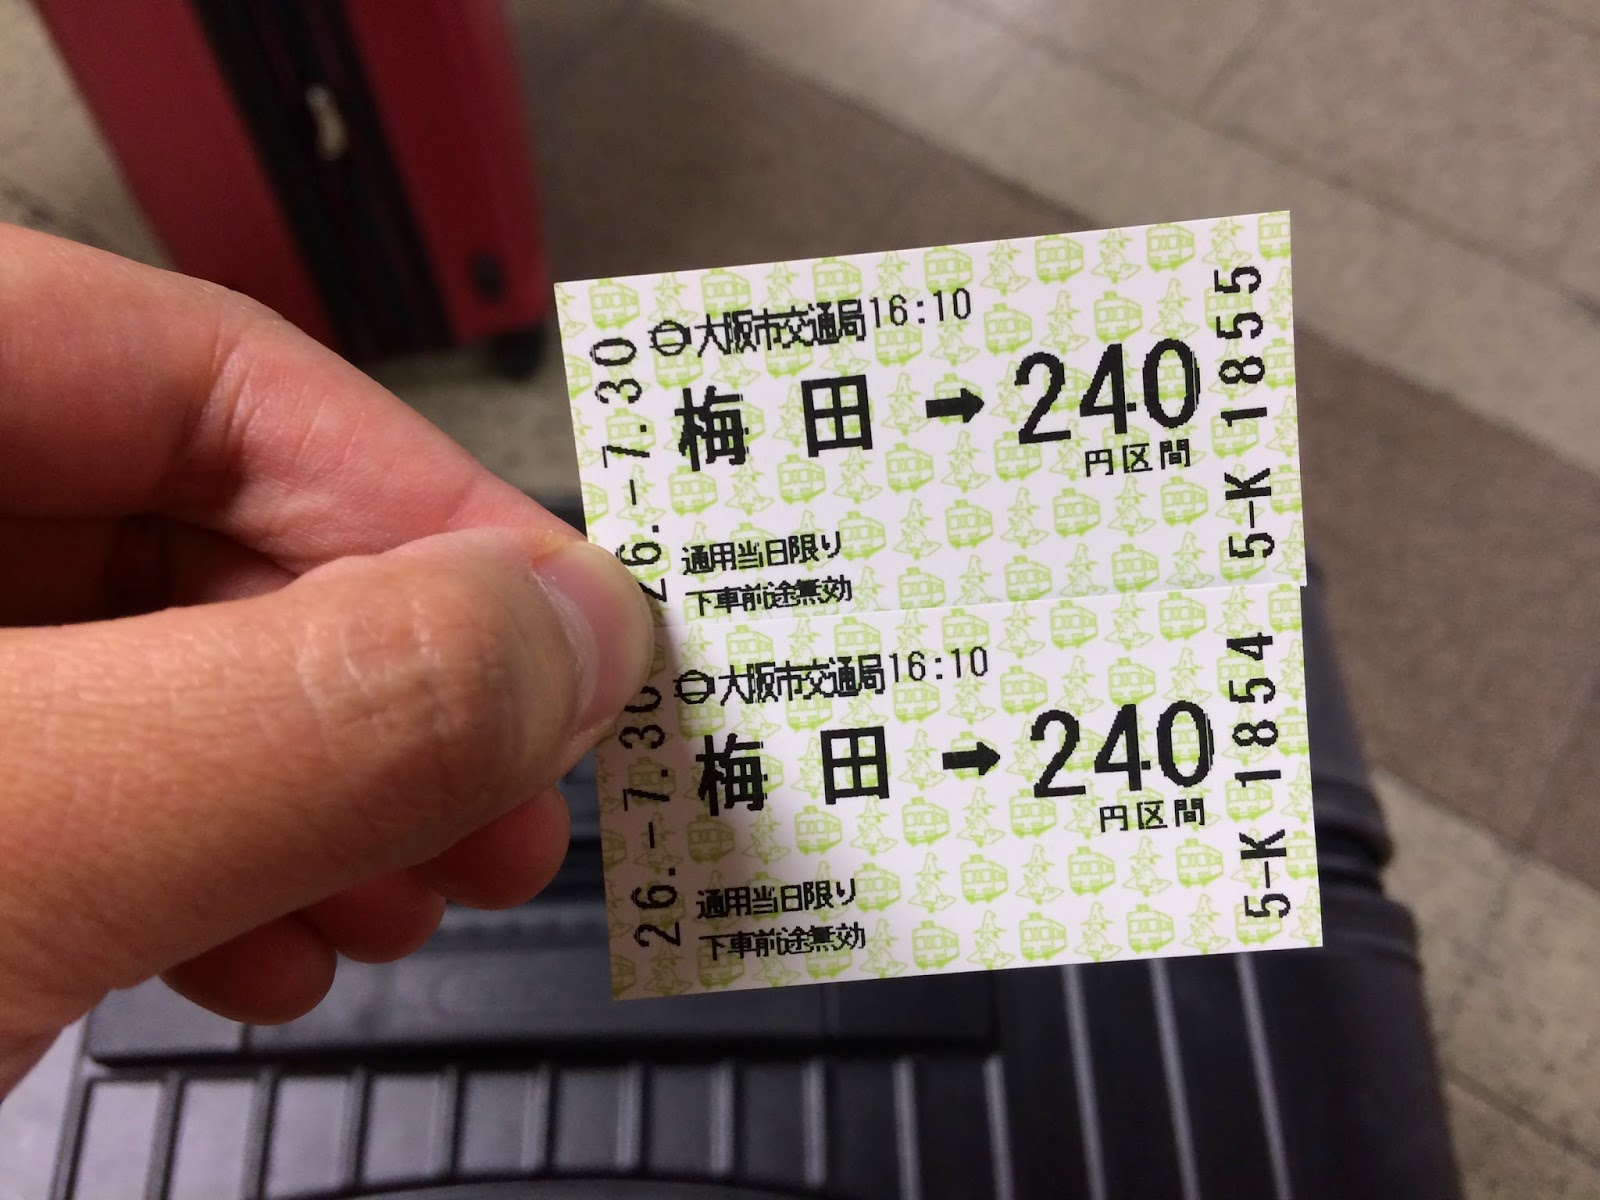 大阪市交通局16:10
梅田➡240
円区間
通用当日限り
下車前途無効
26.-7.30
5-K 1855
大阪市交通局16:10
梅田➡240
円区間
通用当日限り
下車前途無効
26.-7.30
5-K 1854